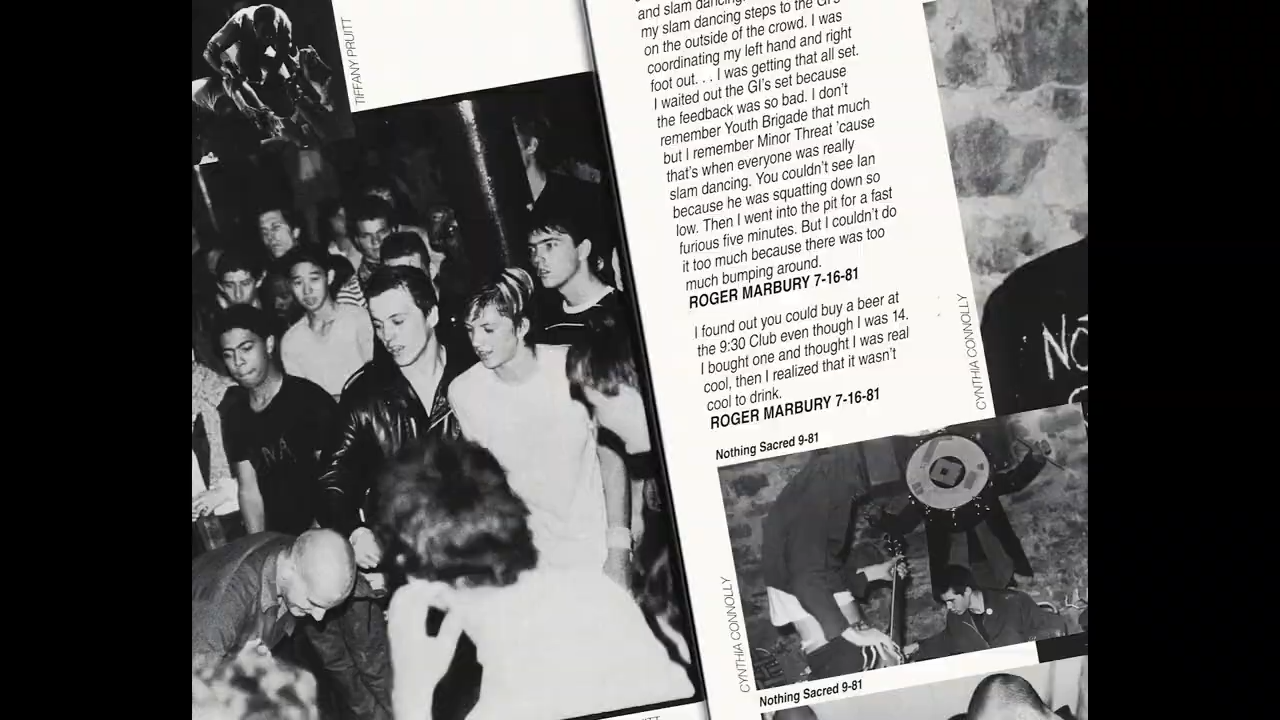 TIFFANY PRUITT
and slam dancing.
my slam dancing steps to the GI's
on the outside of the crowd. I was
coordinating my left hand and right
foot out. . . I was getting that all set.
I waited out the GI's set because
the feedback was so bad. I don't
remember Youth Brigade that much
but I remember Minor Threat 'cause
that's when everyone was really
slam dancing. You couldn't see Ian
because he was squatting down so
low. Then I went into the pit for a fast
furious five minutes. But I couldn't do
it too much because there was too
much bumping around.
ROGER MARBURY 7-16-81
I found out you could buy a beer at
the 9:30 Club even though I was 14.
I bought one and thought I was real
cool, then I realized that it wasn't
cool to drink.
ROGER MARBURY 7-16-81
CYNTHIA CONNOLLY
NO
Nothing Sacred 9-81
CYNTHIA CONNOLLY
Nothing Sacred 9-81